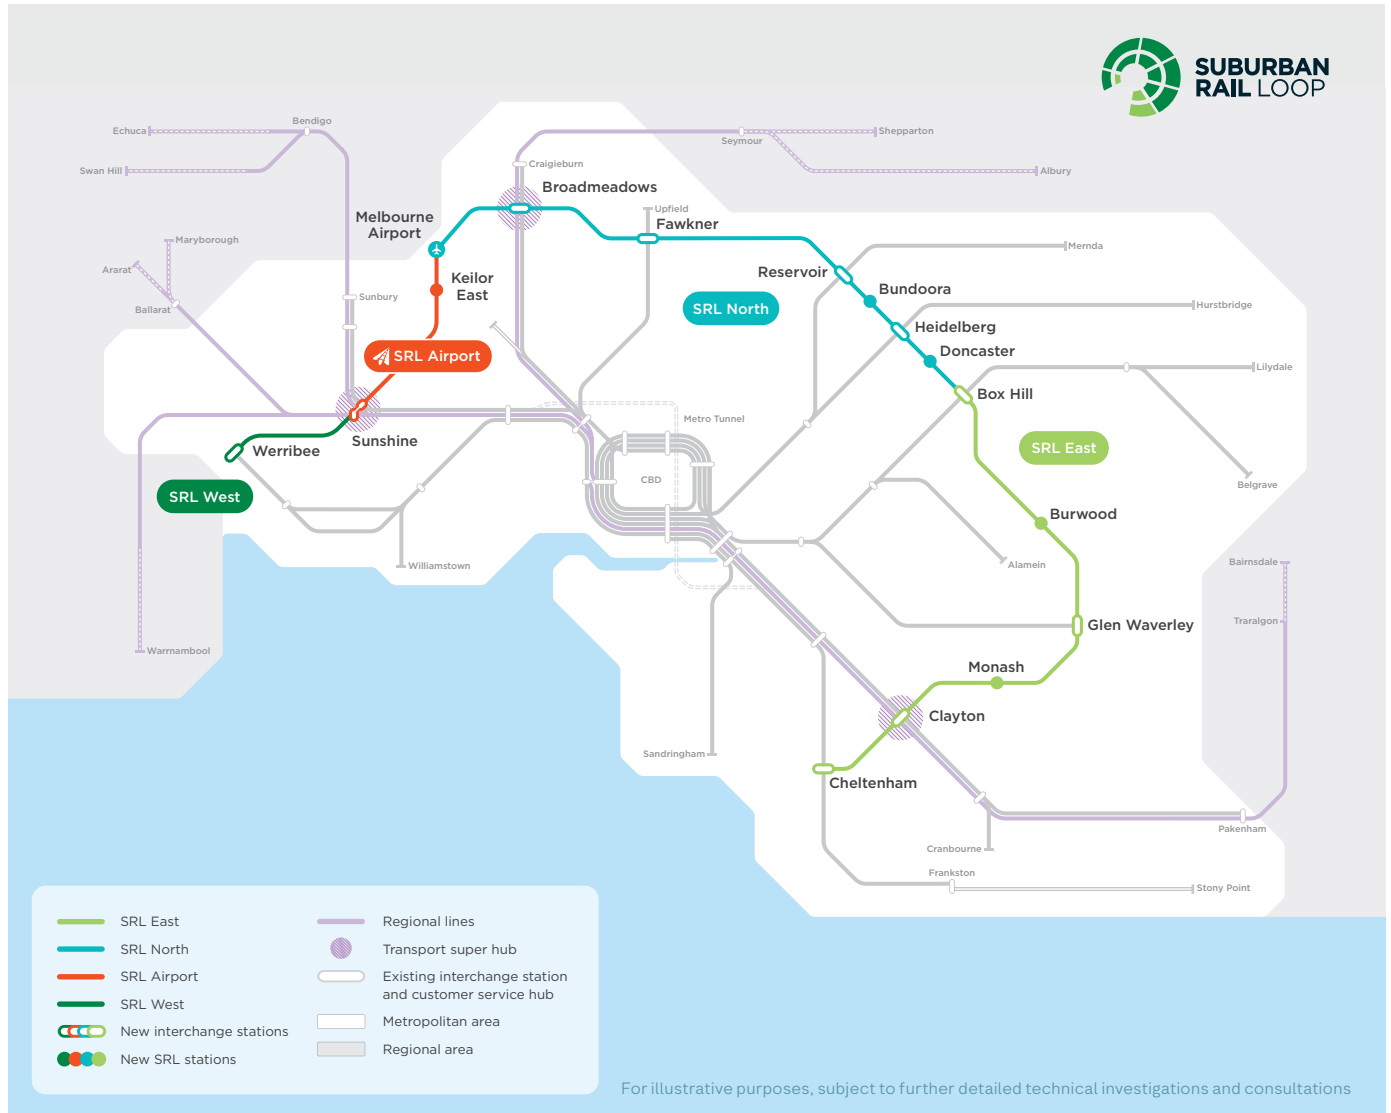 SUBURBAN
RAIL LOOP
Echuca
Bendigo
Swan Hill
Seymour
Shepparton
Albury
Craigieburn
Broadmeadows
Melbourne
Airport
Upfield
Fawkner
Maryborough
Ararat
Ballarat
Sunbury
Keilor
East
Mernda
Reservoir
Bundoora
SRL North
Hurstbridge
Heidelberg
Doncaster
SRL Airport
Lilydale
Box Hill
Metro Tunnel
Sunshine
Werribee
SRL East
CBD
Belgrave
SRL West
Burwood
Williamstown
Alamein
Bairnsdale
Traralgon
Glen Waverley
Warrnambool
Monash
Clayton
Sandringham
Cheltenham
Pakenham
Cranbourne
Frankston
Stony Point
SRL East
SRL North
SRL Airport
SRL West
New interchange stations
New SRL stations
Regional lines
Transport super hub
Existing interchange station
and customer service hub
Metropolitan area
Regional area
For illustrative purposes, subject to further detailed technical investigations and consultations